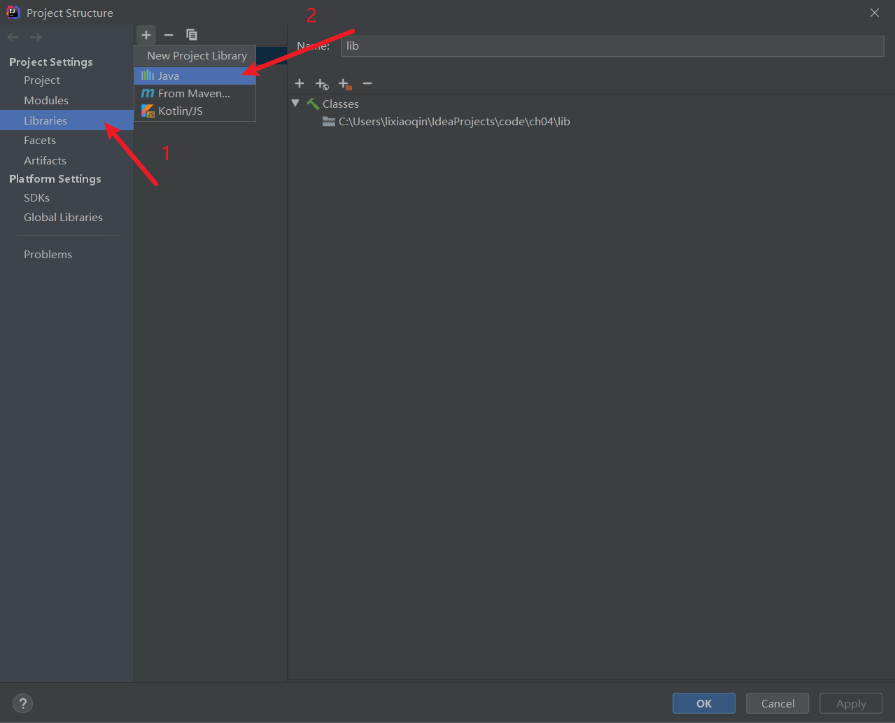 Project Structure
2
New Project Library
Name:
lib
Project Settings
Project
Modules
Libraries
Facets
Artifacts
Platform Settings
SDKs
Global Libraries
Problems
Java
From Maven...
Kotlin/JS
1
Classes
C:\Users\lixiaoqin\IdeaProjects\code\ch04\lib
?
OK
Cancel
Apply